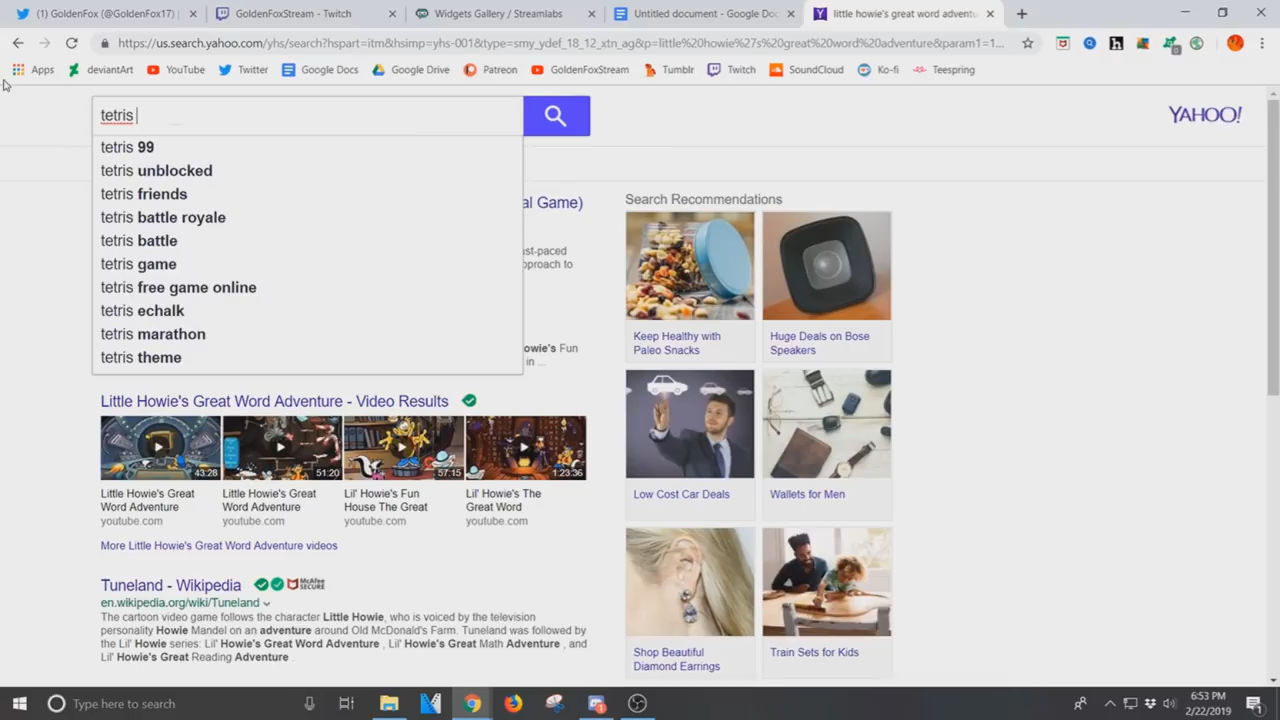 (1) GoldenFox (@GoldenFox17) |
GoldenFoxStream - Twitch
Widgets Gallery / Streamlabs
Untitled document - Google Doc
little howie's great word adventu
https://us.search.yahoo.com/yhs/search?hspart=itm&hsimp=yhs-001&type=smy_ydef_18_12_xtn_ag&p=little%20howie%27s%20great%20word%20adventure&param1=1...
Apps
deviantArt
YouTube
Twitter
Google Docs
Google Drive
Patreon
GoldenFoxStream
Tumblr
Twitch
SoundCloud
Ko-fi
Teespring
tetris
YAHOO!
tetris 99
tetris unblocked
tetris friends
tetris battle royale
tetris battle
tetris game
tetris free game online
tetris echalk
tetris marathon
tetris theme
al Game)
st-paced
pproach to
owie's Fun
in ...
Little Howie's Great Word Adventure - Video Results
43:28
51:20
57:15
1:23:36
Little Howie's Great
Word Adventure
youtube.com
Little Howie's Great
Word Adventure
youtube.com
Lil' Howie's Fun
House The Great
youtube.com
Lil' Howie's The
Great Word
youtube.com
More Little Howie's Great Word Adventure videos
Tuneland - Wikipedia
McAfee
SECURE
en.wikipedia.org/wiki/Tuneland
The cartoon video game follows the character Little Howie, who is voiced by the television
personality Howie Mandel on an adventure around Old McDonald's Farm. Tuneland was followed by
the Lil' Howie series: Lil' Howie's Great Word Adventure , Lil' Howie's Great Math Adventure , and
Lil' Howie's Great Reading Adventure
Search Recommendations
Keep Healthy with
Paleo Snacks
Huge Deals on Bose
Speakers
Low Cost Car Deals
Wallets for Men
Shop Beautiful
Diamond Earrings
Train Sets for Kids
Type here to search
6:53 PM
2/22/2019